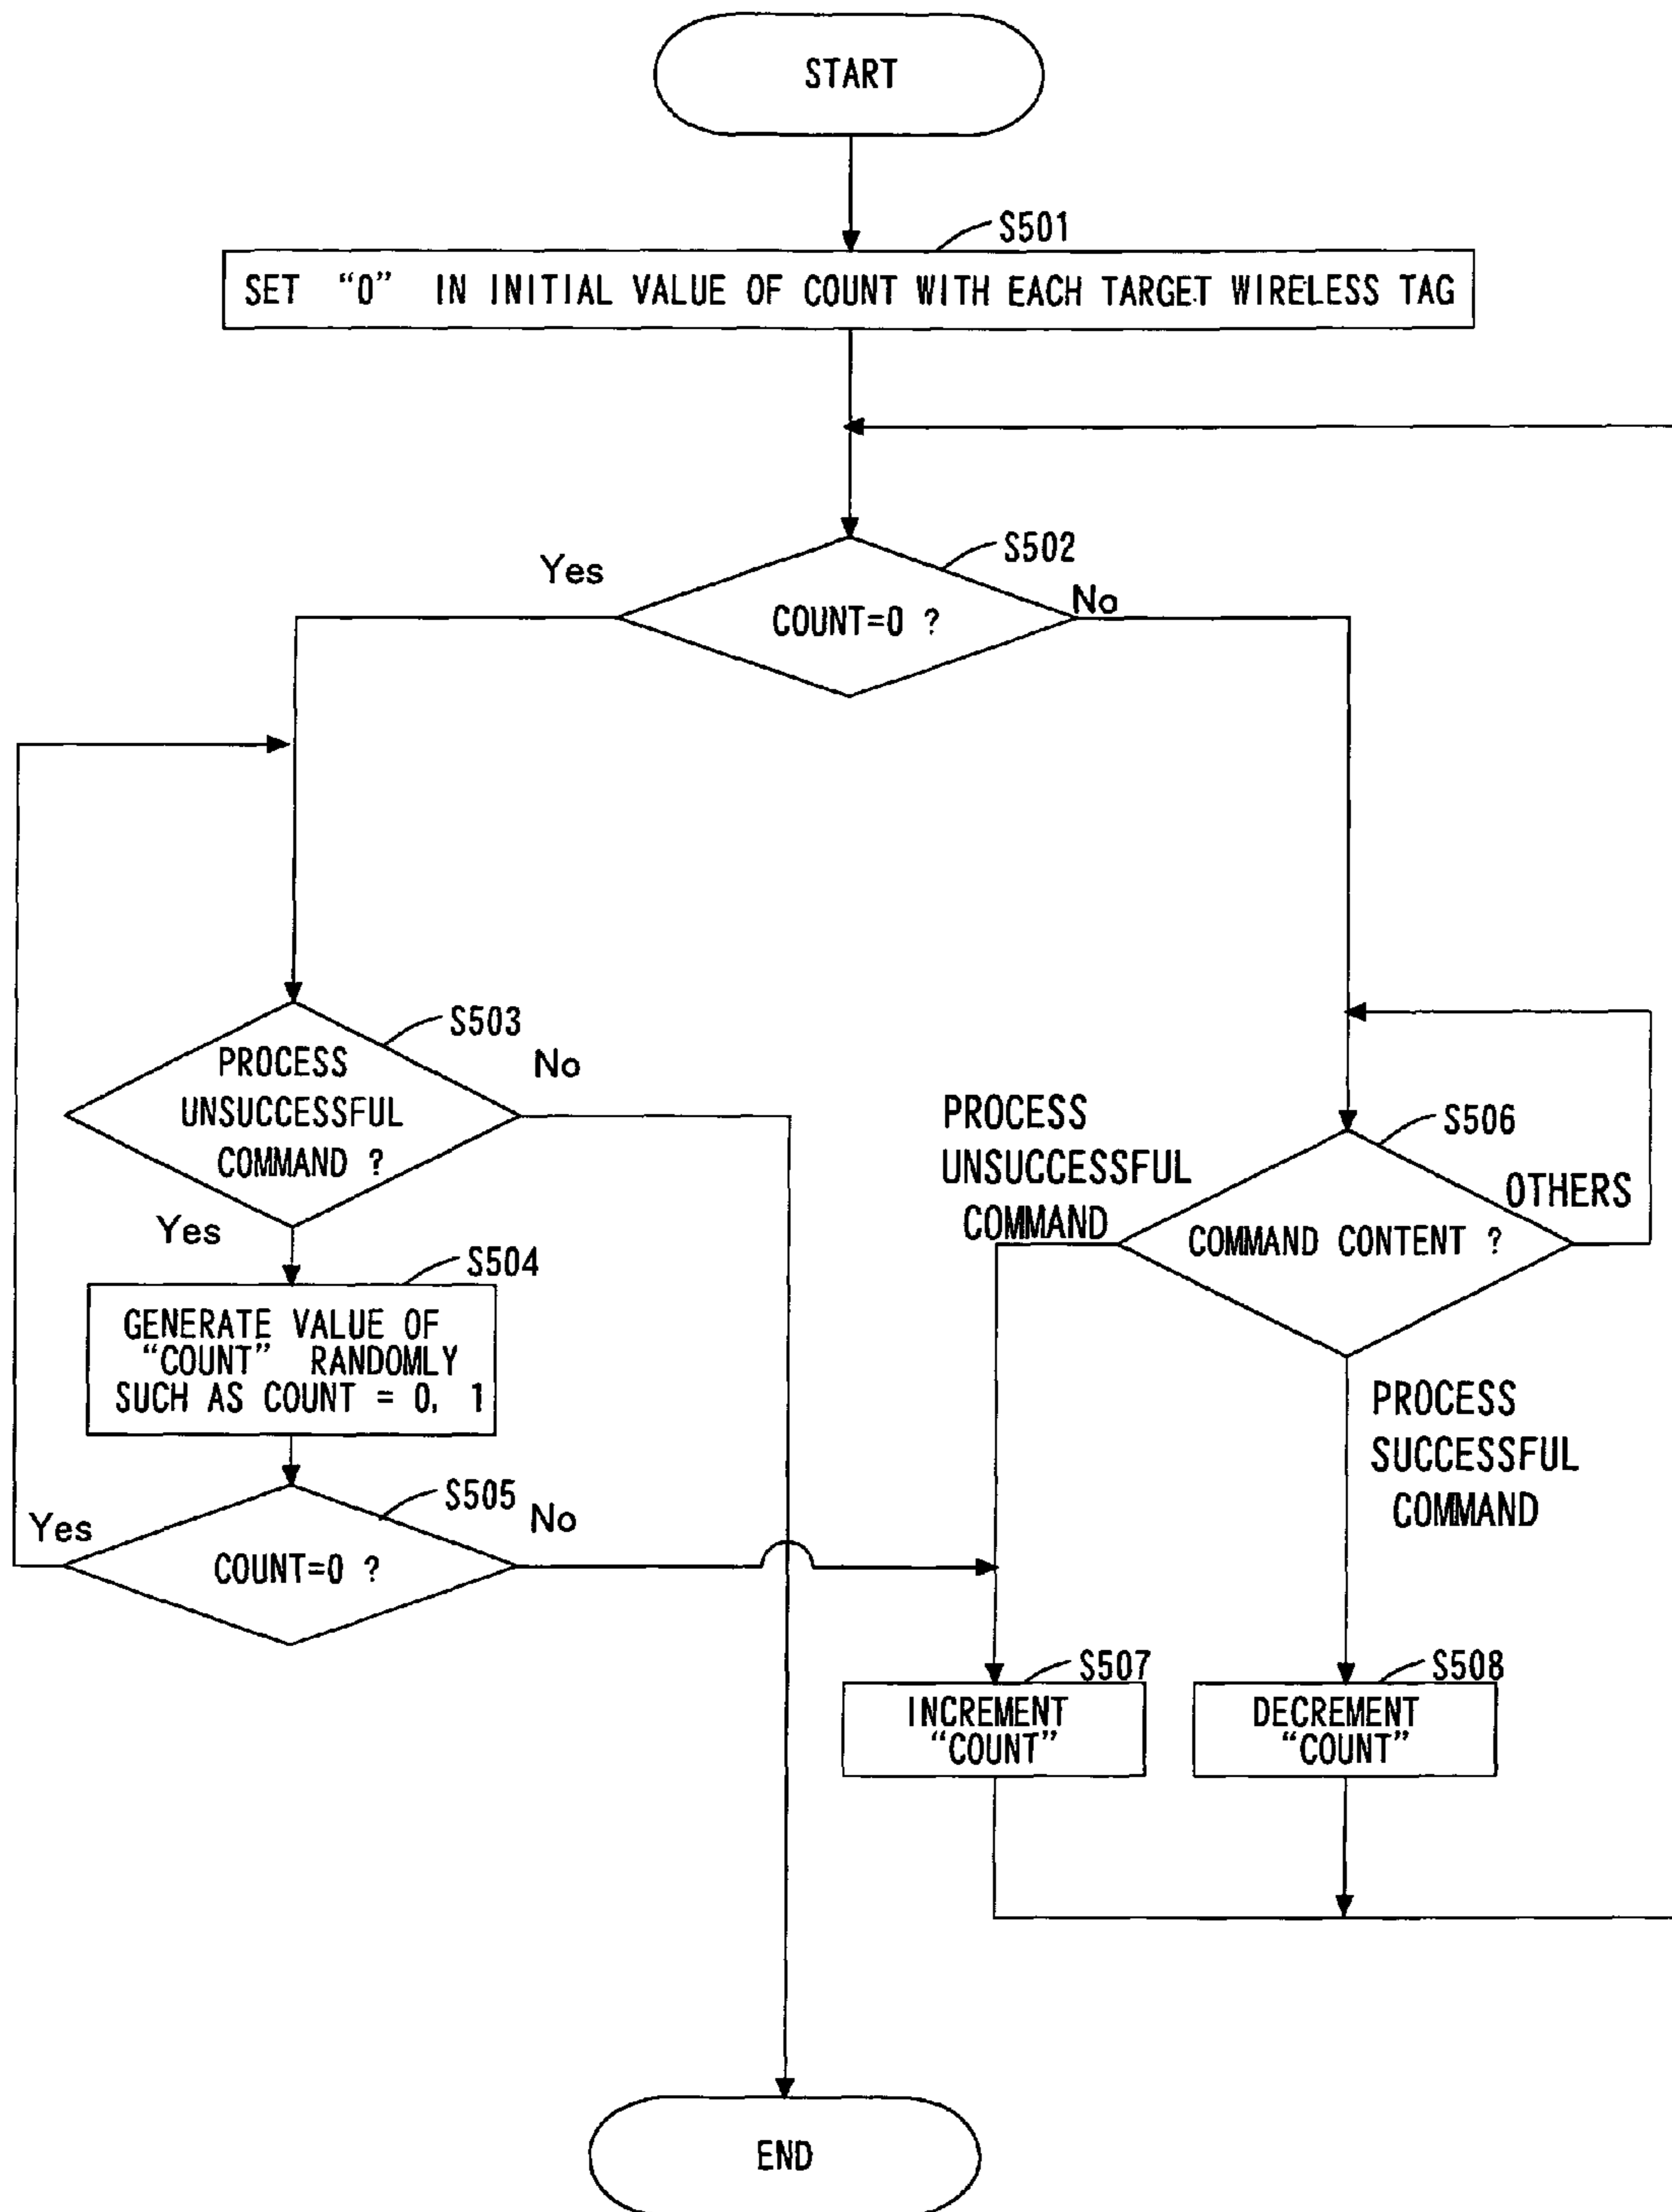 START
S501
SET “0” IN INITIAL VALUE OF COUNT WITH EACH TARGET WIRELESS TAG
S502
Yes
No
COUNT=0 ?
S503
No
PROCESS
UNSUCCESSFUL
COMMAND ?
Yes
S504
GENERATE VALUE OF
“COUNT” RANDOMLY
SUCH AS COUNT = 0, 1
S505
Yes
No
COUNT=0 ?
PROCESS
UNSUCCESSFUL
COMMAND
S506
OTHERS
COMMAND CONTENT ?
PROCESS
SUCCESSFUL
COMMAND
S507
INCREMENT
“COUNT”
S508
DECREMENT
“COUNT”
END